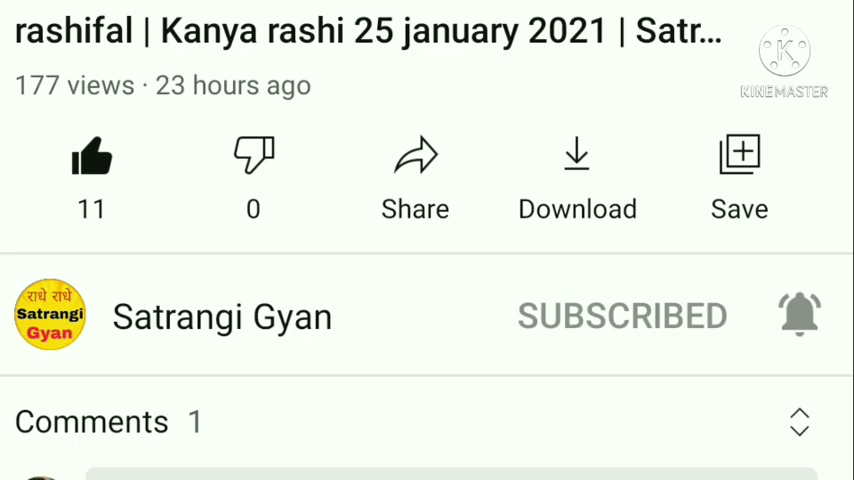 rashifal | Kanya rashi 25 january 2021 | Satr...
K
KINEMASTER
177 views · 23 hours ago
11
0
Share
Download
Save
राधे राधे
Satrangi
Gyan
Satrangi Gyan
SUBSCRIBED
Comments 1